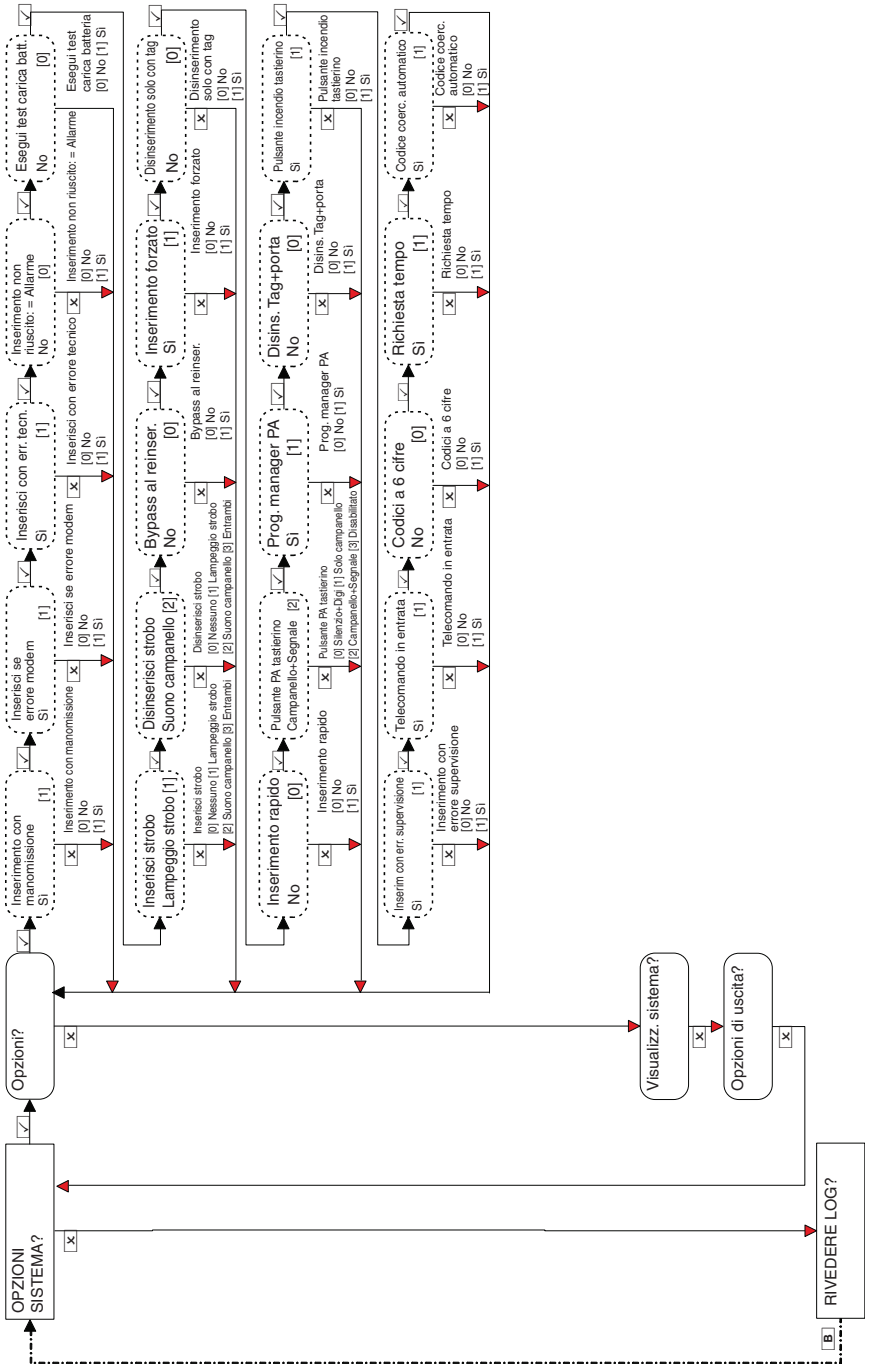 OPZIONI
SISTEMA?
Opzioni?
Inserimento con
manomissione
Sì [1]
Inserimento con manomissione
[0] No
[1] Sì
Inserisci se
errore modem
Sì [1]
Inserisci se errore modem
[0] No
[1] Sì
Inserisci con err.tecn.
Sì [1]
Inserisci con errore tecnico
[0] No
[1] Sì
Inserimento non
riuscito: = Allarme
No [0]
Inserimento non riuscito: = Allarme
[0] No
[1] Sì
Esegui test carica batt.
No [0]
Esegui test
carica batteria
[0] No [1] Sì
Inserisci strobo
Lampeggio strobo [1]
Inserisci strobo
[0] Nessuno [1] Lampeggio strobo
[2] Suono campanello [3] Entrambi
Disinserisci strobo
Suono campanello [2]
Disinserisci strobo
[0] Nessuno [1] Lampeggio strobo
[2] Suono campanello [3] Entrambi
Bypass al reinser.
No [0]
Bypass al reinser.
[0] No
[1] Sì
Inserimento forzato
Sì [1]
Inserimento forzato
[0] No
[1] Sì
Disinserimento solo con tag
No [0]
Disinserimento
solo con tag
[0] No
[1] Sì
Inserimento rapido
No [0]
Inserimento rapido
[0] No
[1] Sì
Pulsante PA tastierino
Campanello+Segnale [2]
Pulsante PA tastierino
[0] Silenzio+Digi [1] Solo campanello
[2] Campanello+Segnale [3] Disabilitato
Prog. manager PA
Sì [1]
Prog. manager PA
[0] No [1] Sì
Disins. Tag+porta
No [0]
Disins. Tag+porta
[0] No
[1] Sì
Pulsante incendio tastierino
Sì [1]
Pulsante incendio
tastierino
[0] No
[1] Sì
Inserim con err. supervisione
Sì [1]
Inserimento con
errore supervisione
[0] No
[1] Sì
Telecomando in entrata
Sì [1]
Telecomando in entrata
[0] No
[1] Sì
Codici a 6 cifre
No [0]
Codici a 6 cifre
[0] No
[1] Sì
Richiesta tempo
Sì [1]
Richiesta tempo
[0] No
[1] Sì
Codice coerc. automatico
Sì [1]
Codice coerc.
automatico
[0] No
[1] Sì
Visualizz. sistema?
Opzioni di uscita?
RIVEDERE LOG?
B